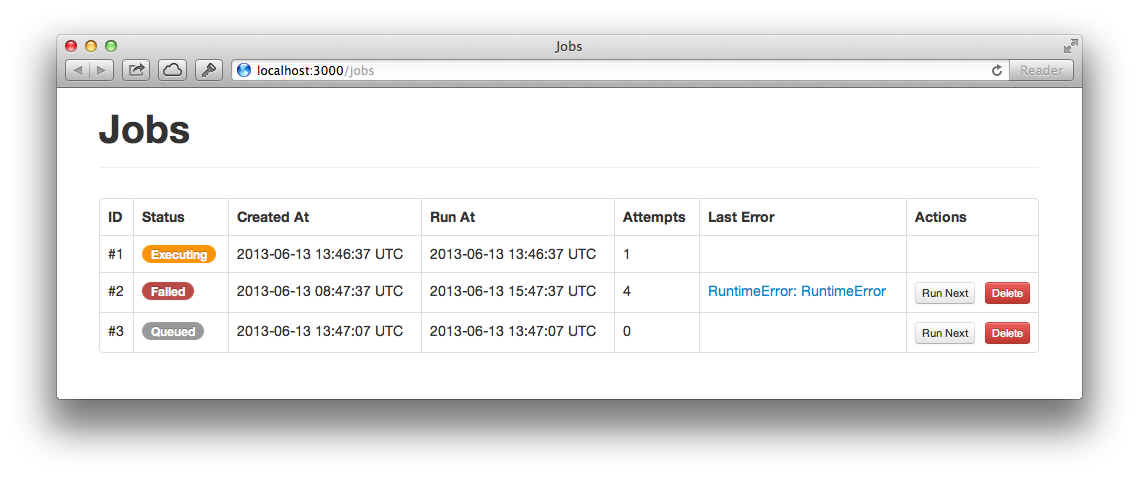 Jobs
localhost:3000/jobs
Reader
Jobs
ID Status Created At Run At Attempts Last Error Actions
#1 Executing 2013-06-13 13:46:37 UTC 2013-06-13 13:46:37 UTC 1
#2 Failed 2013-06-13 08:47:37 UTC 2013-06-13 15:47:37 UTC 4 RuntimeError: RuntimeError Run Next Delete
#3 Queued 2013-06-13 13:47:07 UTC 2013-06-13 13:47:07 UTC 0 Run Next Delete